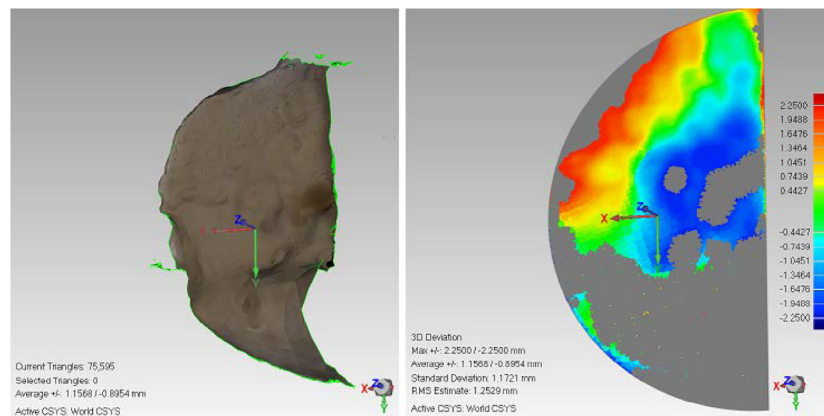 Z
X
Y
Current Triangles: 75,595
Selected Triangles: 0
Average +/-: 1.1568 / -0.8954 mm
Active CSYS: World CSYS
X Z
Y
Z
X
3D Deviation
Max +/-: 2.2500 / -2.2500 mm
Average +/-: 1.1568 / -0.8954 mm
Standard Deviation: 1.1721 mm
RMS Estimate: 1.2529 mm
Active CSYS: World CSYS
X Z
Y
2.2500
1.9488
1.6476
1.3464
1.0451
0.7439
0.4427
-0.4427
-0.7439
-1.0451
-1.3464
-1.6476
-1.9488
-2.2500